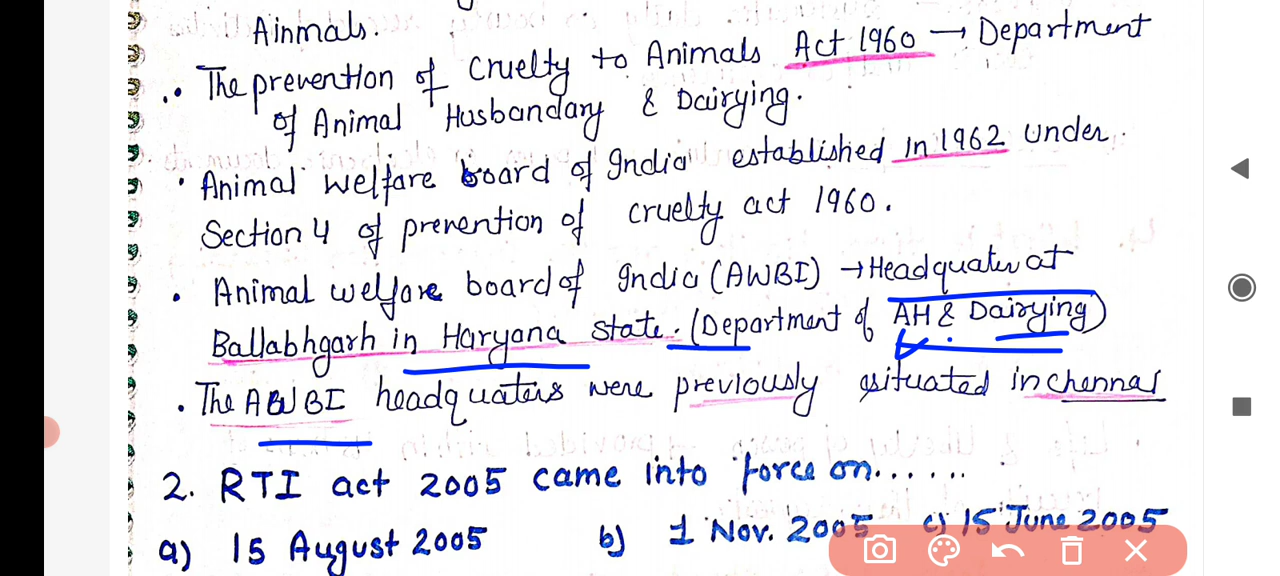 Ainmals.
The prevention of cruelty to Animals Act 1960 → Department
of Animal Husbandary & Dairying.
Animal welfare board of India established in 1962 under
Section 4 of prevention of cruelty act 1960.
Animal welfare board of India (AWBI) → Headquater at
Ballabhgarh in Haryana state. (Department of AH & Dairying)
The AWBI headquaters were previously situated in chennai
2. RTI act 2005 came into force on......
a) 15 August 2005 b) 1 Nov. 2005 c) 15 June 2005